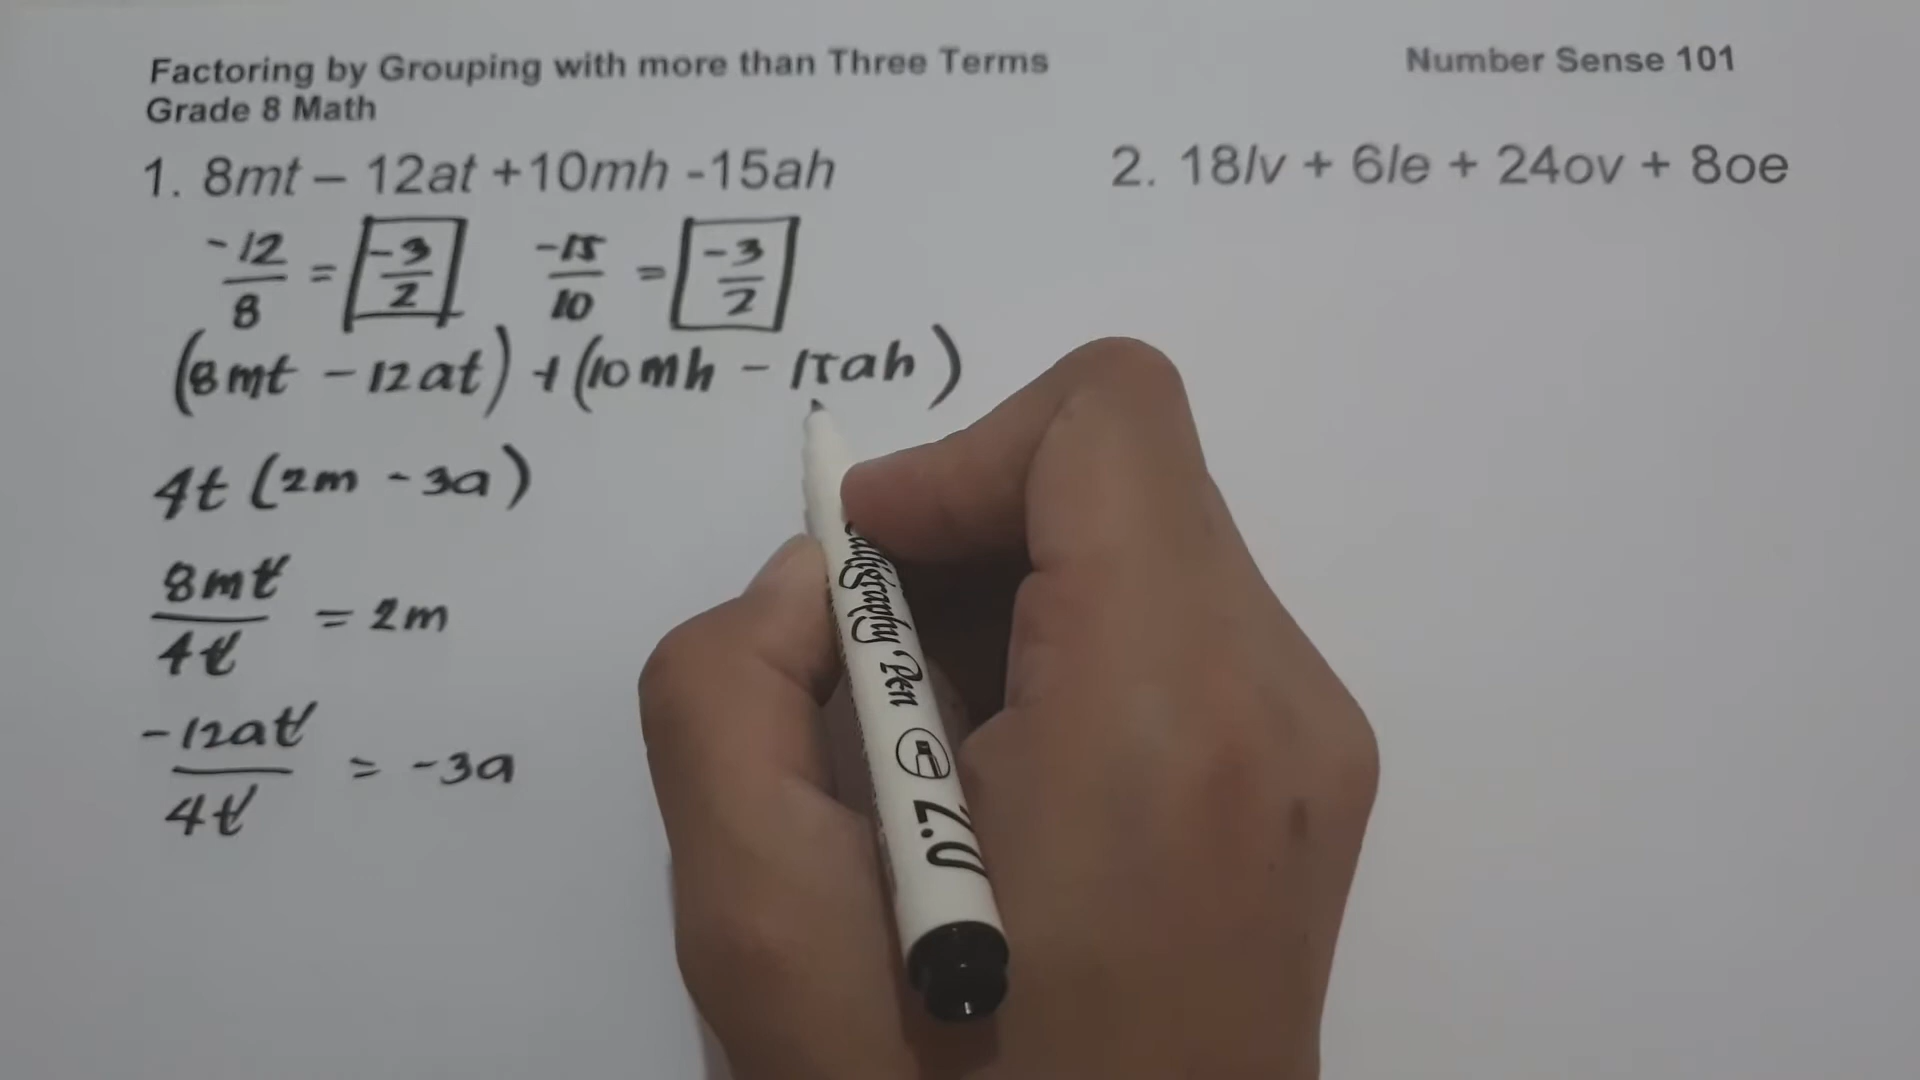 Factoring by Grouping with more than Three Terms
Number Sense 101
Grade 8 Math
1. 8mt – 12at +10mh -15ah
2. 18lv + 6le + 24ov + 8oe
-12/8 = -3/2 -15/10 = -3/2
(8mt - 12at) + (10mh - 15ah)
4t (2m - 3a)
8mt/4t = 2m
-12at/4t = -3a
Calligraphy Pen 2.0